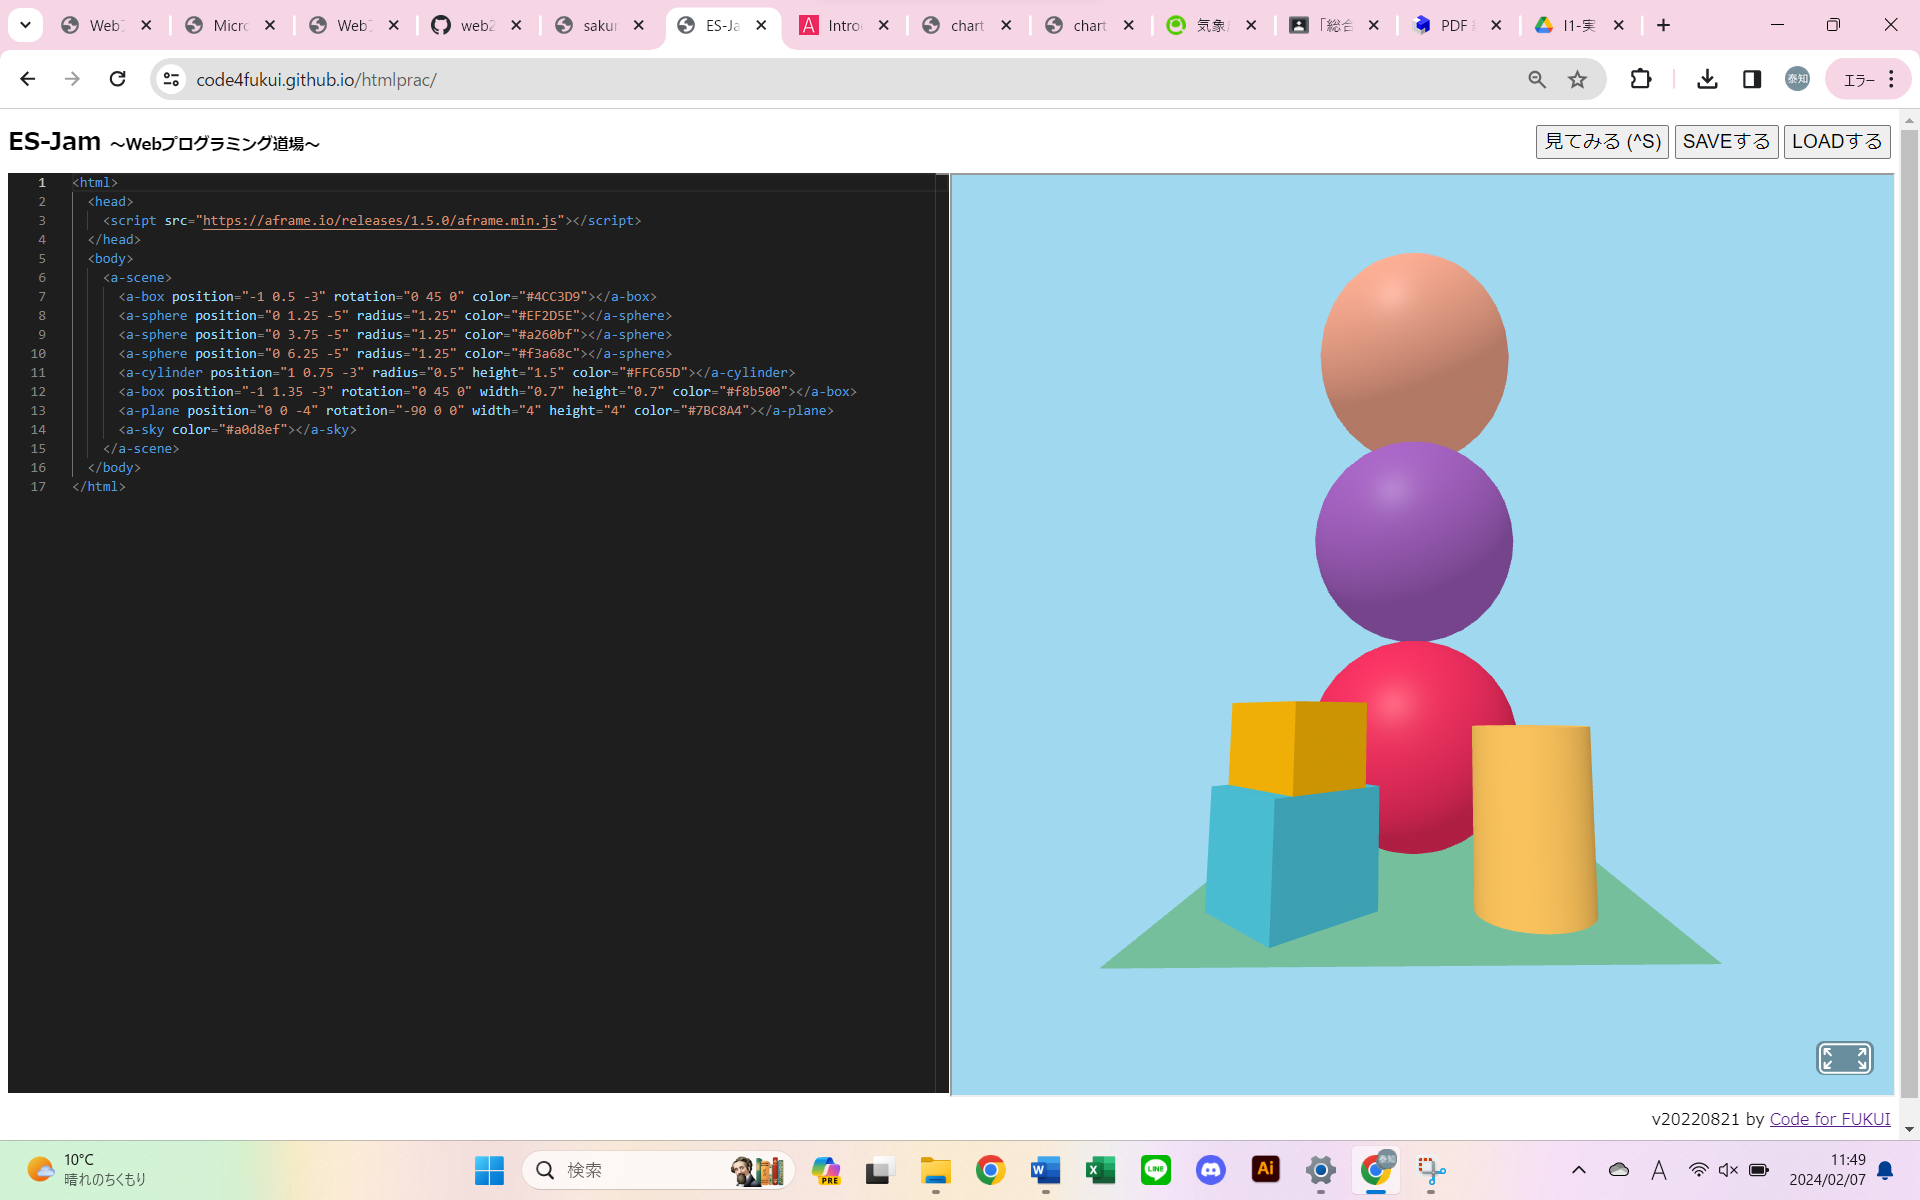 Web
Micro
Web
web2
sakur
ES-Ja
Introd
chart
chart
気象
「総合
PDF
I1-実
code4fukui.github.io/htmlprac/
泰知
エラー
ES-Jam ～Webプログラミング道場～
見てみる (^S)
SAVEする
LOADする
1 <html>
2 <head>
3 <script src="https://aframe.io/releases/1.5.0/aframe.min.js"></script>
4 </head>
5 <body>
6 <a-scene>
7 <a-box position="-1 0.5 -3" rotation="0 45 0" color="#4CC3D9"></a-box>
8 <a-sphere position="0 1.25 -5" radius="1.25" color="#EF2D5E"></a-sphere>
9 <a-sphere position="0 3.75 -5" radius="1.25" color="#a260bf"></a-sphere>
10 <a-sphere position="0 6.25 -5" radius="1.25" color="#f3a68c"></a-sphere>
11 <a-cylinder position="1 0.75 -3" radius="0.5" height="1.5" color="#FFC65D"></a-cylinder>
12 <a-box position="-1 1.35 -3" rotation="0 45 0" width="0.7" height="0.7" color="#f8b500"></a-box>
13 <a-plane position="0 0 -4" rotation="-90 0 0" width="4" height="4" color="#7BC8A4"></a-plane>
14 <a-sky color="#a0d8ef"></a-sky>
15 </a-scene>
16 </body>
17 </html>
v20220821 by Code for FUKUI
10°C
晴れのちくもり
検索
PRE
LINE
Ai
泰知
A
11:49
2024/02/07